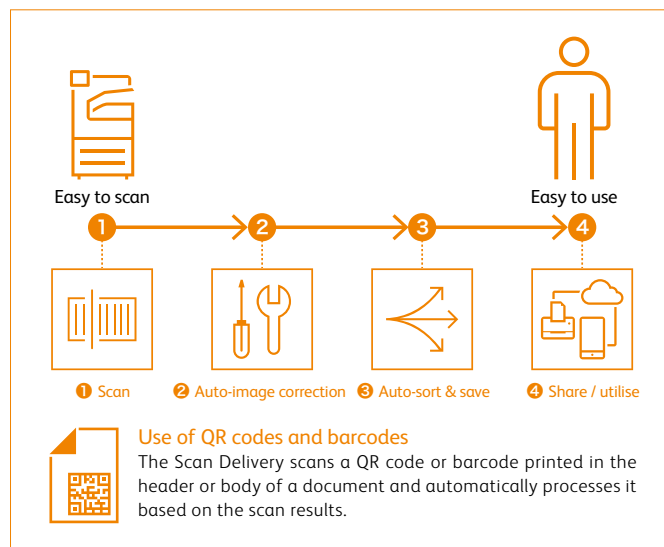 Easy to scan
Easy to use
1 2 3 4
❶ Scan
❷ Auto-image correction
❸ Auto-sort & save
❹ Share / utilise
Use of QR codes and barcodes
The Scan Delivery scans a QR code or barcode printed in the
header or body of a document and automatically processes it
based on the scan results.